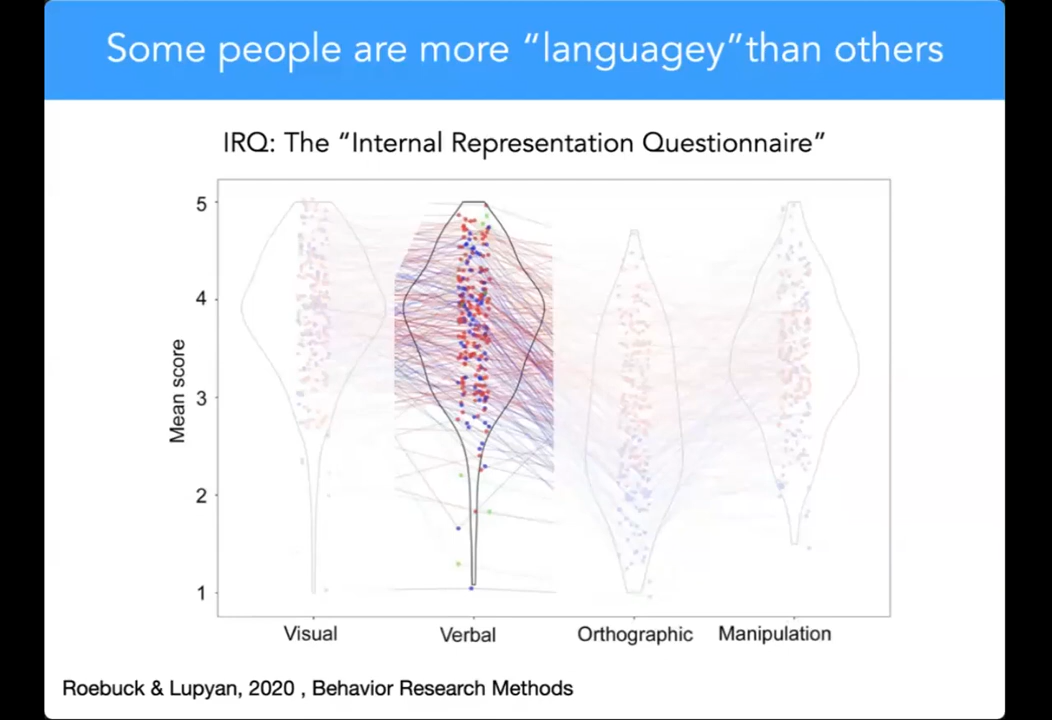 Some people are more “languagey”than others
IRQ: The “Internal Representation Questionnaire”
5
4
3
2
1
Mean score
Visual
Verbal
Orthographic
Manipulation
Roebuck & Lupyan, 2020 , Behavior Research Methods